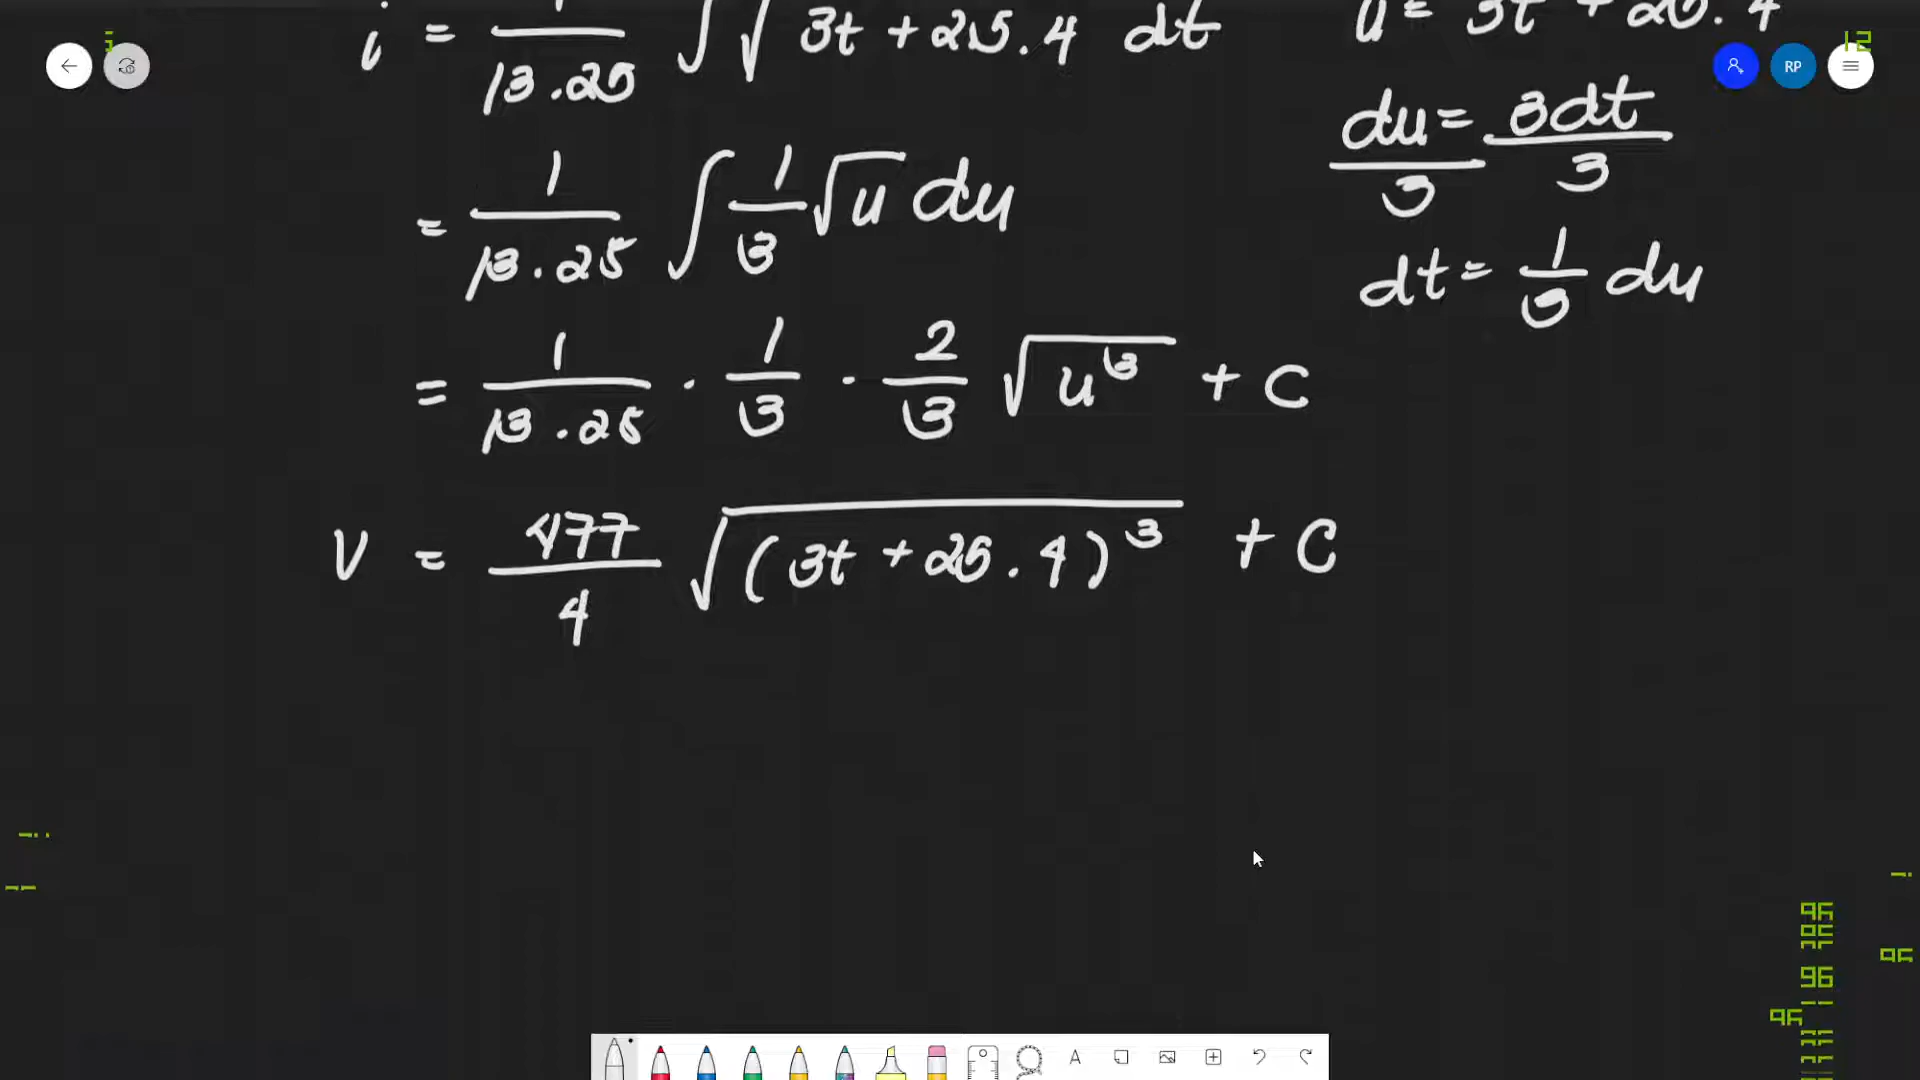 i = 1/13.25 ∫ √3t + 25.4 dt
u = 3t + 25.4
du/3 = 3dt/3
= 1/13.25 ∫ 1/3 √u du
dt = 1/3 du
= 1/13.25 · 1/3 · 2/3 √u³ + C
V = 477/4 √(3t + 25.4)³ + C
12
RP
96
A